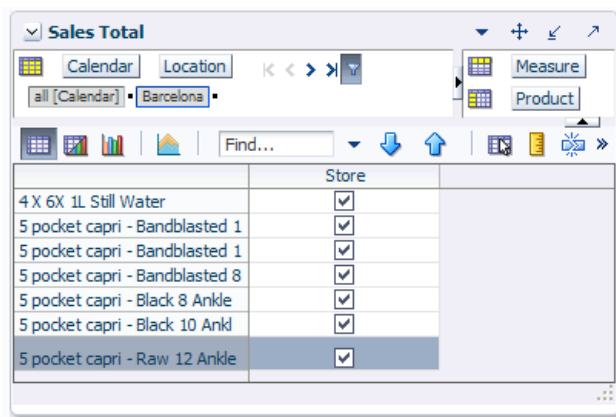 Sales Total
Calendar Location
Measure
all [Calendar] Barcelona
Product
Find...
Store
4 X 6X 1L Still Water
5 pocket capri - Bandblasted 1
5 pocket capri - Bandblasted 1
5 pocket capri - Bandblasted 8
5 pocket capri - Black 8 Ankle
5 pocket capri - Black 10 Ankl
5 pocket capri - Raw 12 Ankle